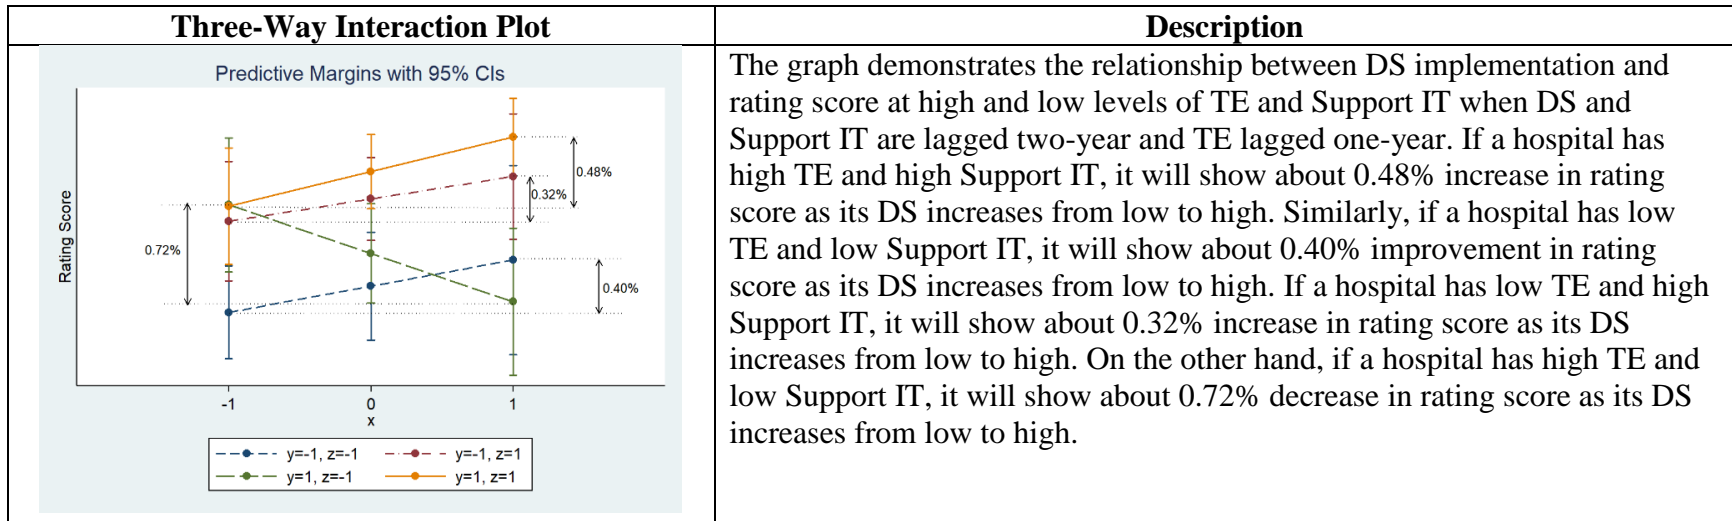 Three-Way Interaction Plot
Description
Predictive Margins with 95% CIs
Rating Score
0.72%
0.48%
0.32%
0.40%
-1
0
1
x
y=-1, z=-1
y=-1, z=1
y=1, z=-1
y=1, z=1
The graph demonstrates the relationship between DS implementation and
rating score at high and low levels of TE and Support IT when DS and
Support IT are lagged two-year and TE lagged one-year. If a hospital has
high TE and high Support IT, it will show about 0.48% increase in rating
score as its DS increases from low to high. Similarly, if a hospital has low
TE and low Support IT, it will show about 0.40% improvement in rating
score as its DS increases from low to high. If a hospital has low TE and high
Support IT, it will show about 0.32% increase in rating score as its DS
increases from low to high. On the other hand, if a hospital has high TE and
low Support IT, it will show about 0.72% decrease in rating score as its DS
increases from low to high.